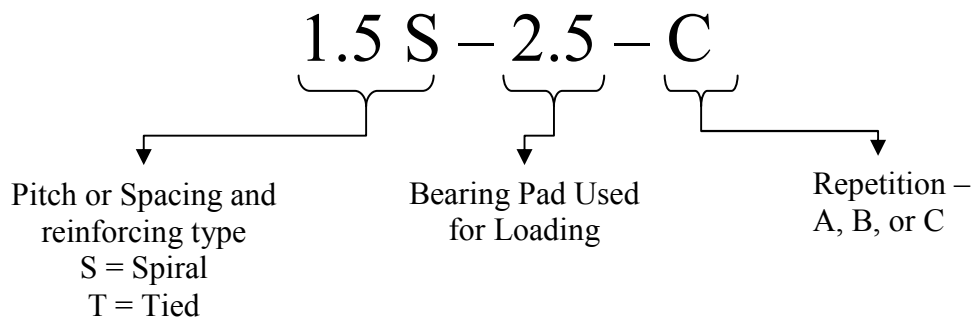 1.5 S – 2.5 – C
Pitch or Spacing and
reinforcing type
S = Spiral
T = Tied
Bearing Pad Used
for Loading
Repetition –
A, B, or C